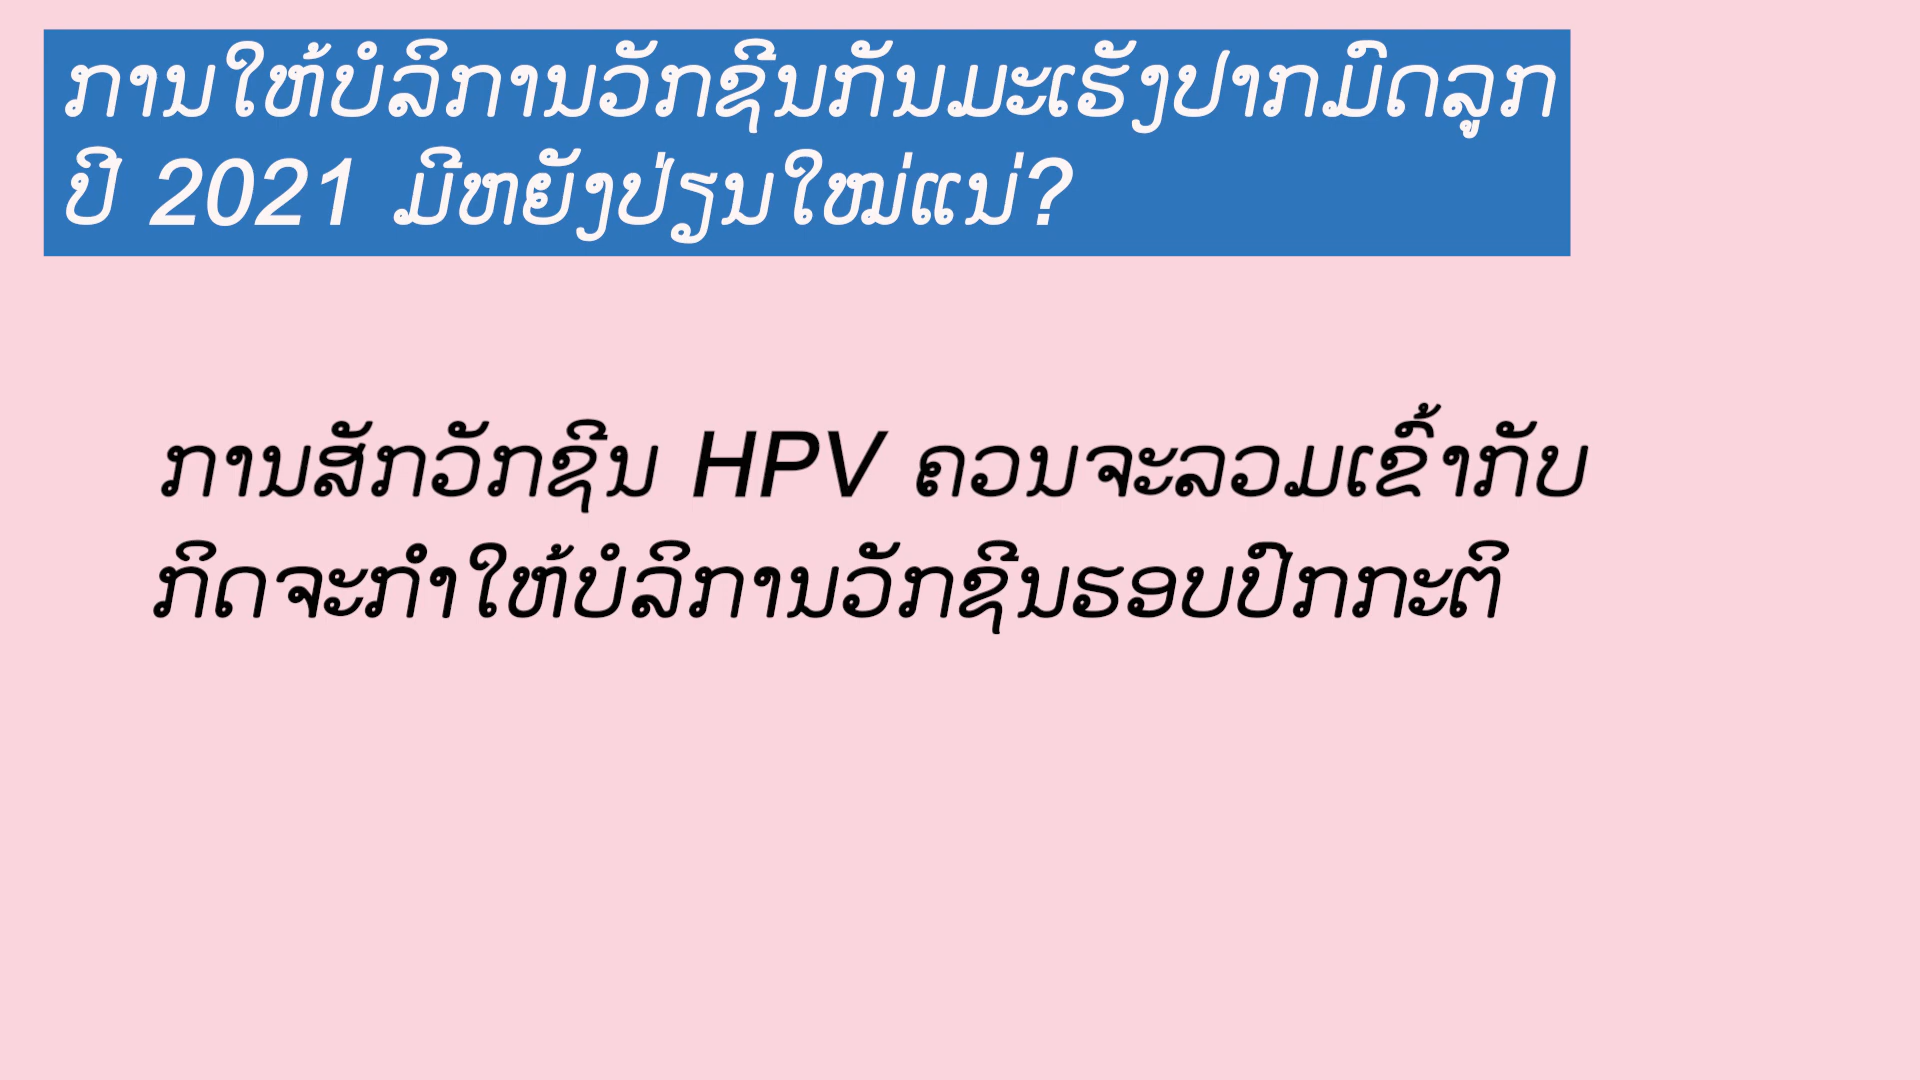 ການໃຫ້ບໍລິການວັກຊີນກັນມະເຮັງປາກມົດລູກ
ປີ 2021 ມີຫຍັງປ່ຽນໃໝ່ແນ່?
ການສັກວັກຊີນ HPV ຄວນຈະລວມເຂົ້າກັບ
ກິດຈະກຳໃຫ້ບໍລິການວັກຊີນຮອບປົກກະຕິ